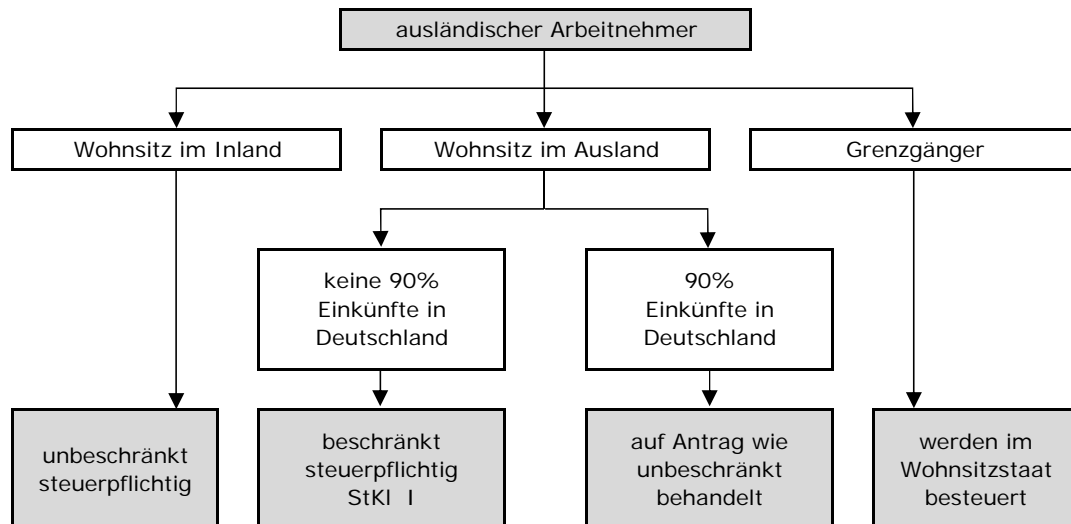 ausländischer Arbeitnehmer
Wohnsitz im Inland
Wohnsitz im Ausland
Grenzgänger
keine 90%
Einkünfte in
Deutschland
90%
Einkünfte in
Deutschland
unbeschränkt
steuerpflichtig
beschränkt
steuerpflichtig
StKl I
auf Antrag wie
unbeschränkt
behandelt
werden im
Wohnsitzstaat
besteuert